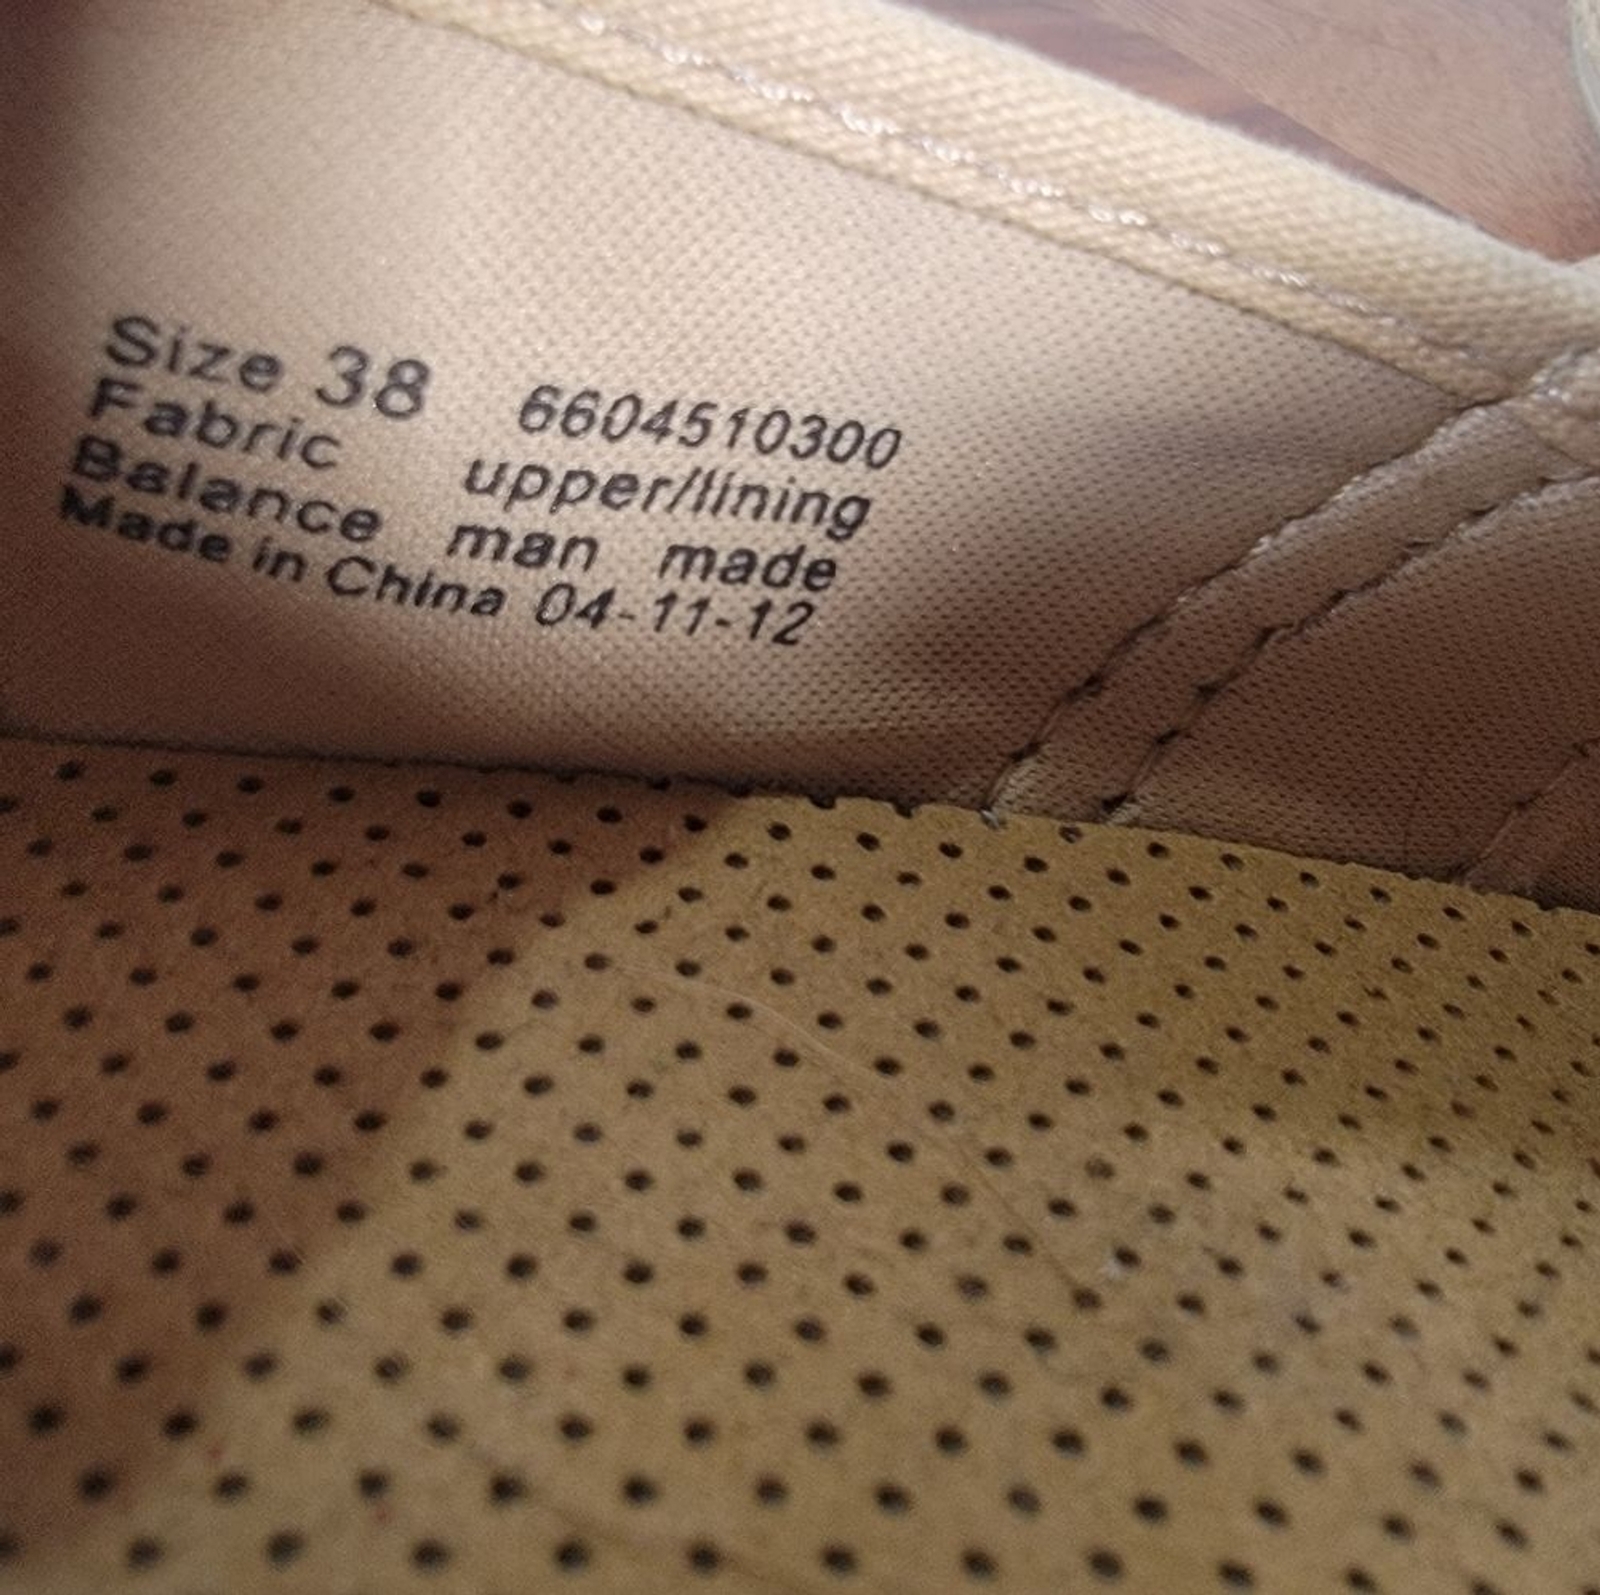 Size 38 6604510300
Fabric upper/lining
Balance man made
Made in China 04-11-12